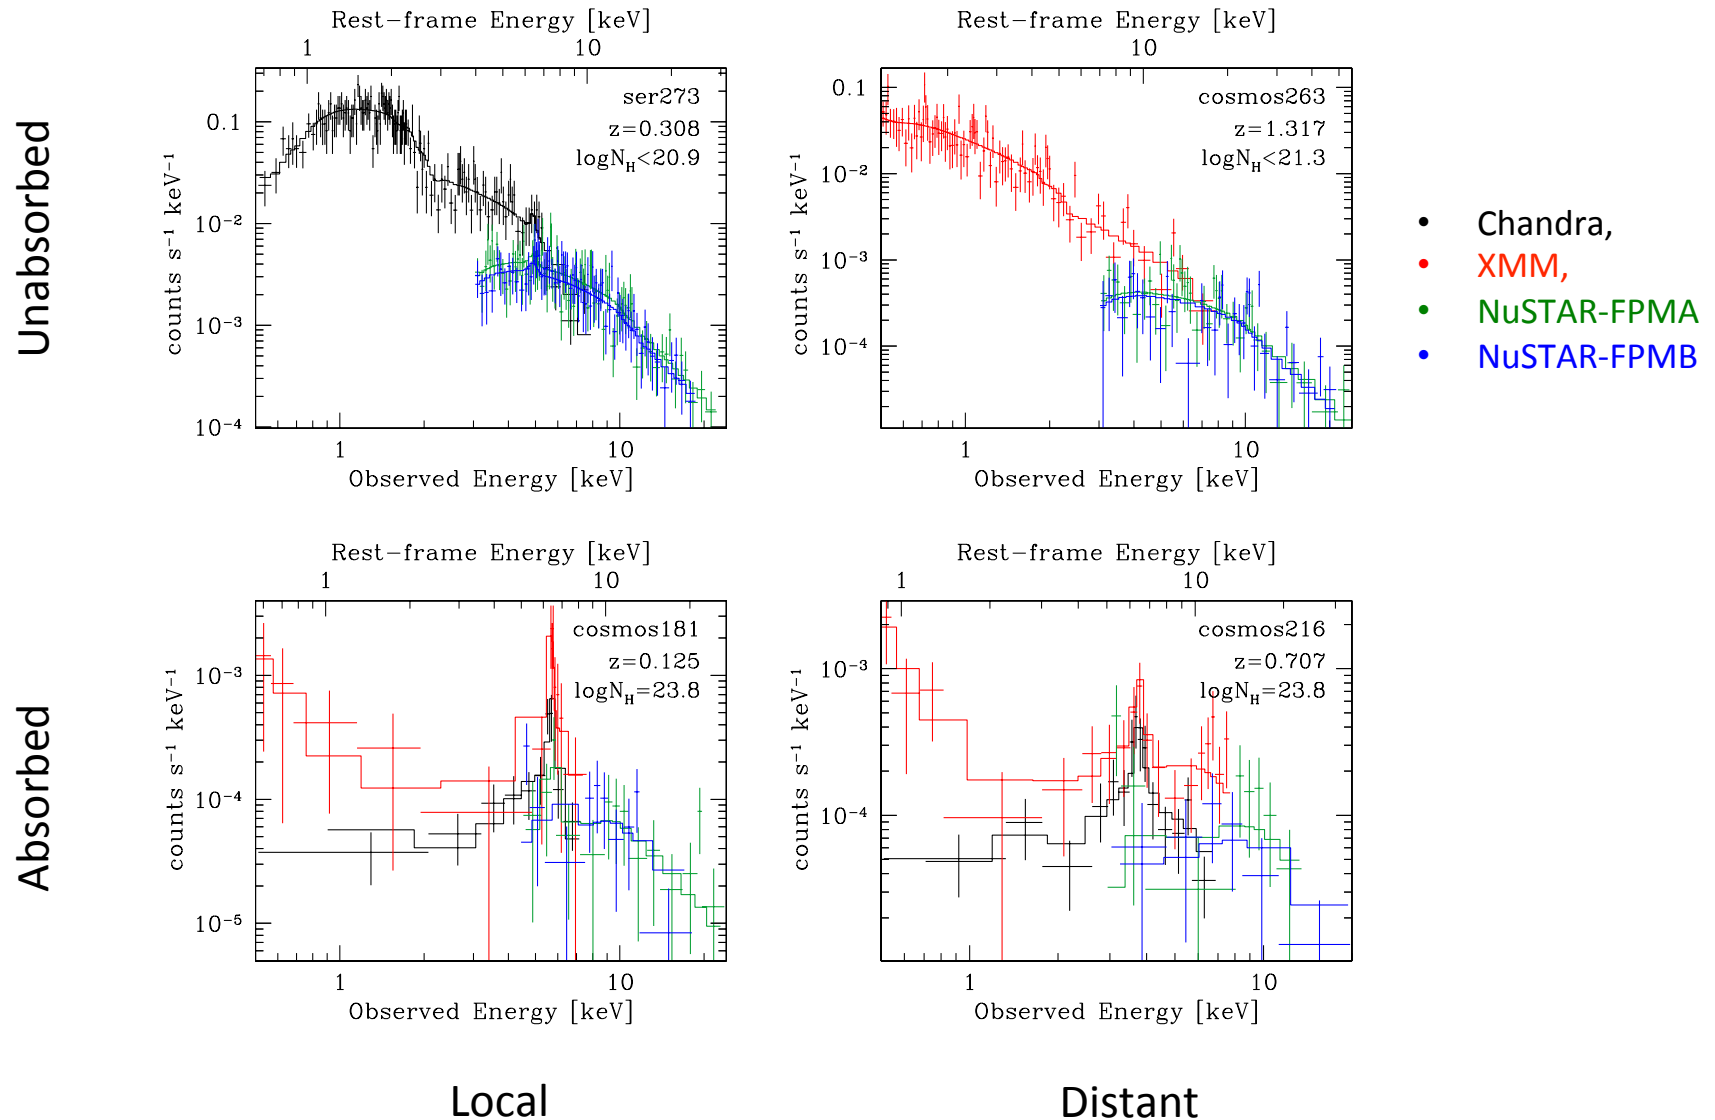 Unabsorbed
Rest-frame Energy [keV]
1 10
ser273
z=0.308
logN_H<20.9
counts s⁻¹ keV⁻¹
0.1
10⁻²
10⁻³
10⁻⁴
1 10
Observed Energy [keV]
Rest-frame Energy [keV]
10
cosmos263
z=1.317
logN_H<21.3
counts s⁻¹ keV⁻¹
0.1
10⁻²
10⁻³
10⁻⁴
1 10
Observed Energy [keV]
• Chandra,
• XMM,
• NuSTAR-FPMA
• NuSTAR-FPMB
Absorbed
Rest-frame Energy [keV]
1 10
cosmos181
z=0.125
logN_H=23.8
counts s⁻¹ keV⁻¹
10⁻³
10⁻⁴
10⁻⁵
1 10
Observed Energy [keV]
Rest-frame Energy [keV]
1 10
cosmos216
z=0.707
logN_H=23.8
counts s⁻¹ keV⁻¹
10⁻³
10⁻⁴
1 10
Observed Energy [keV]
Local
Distant